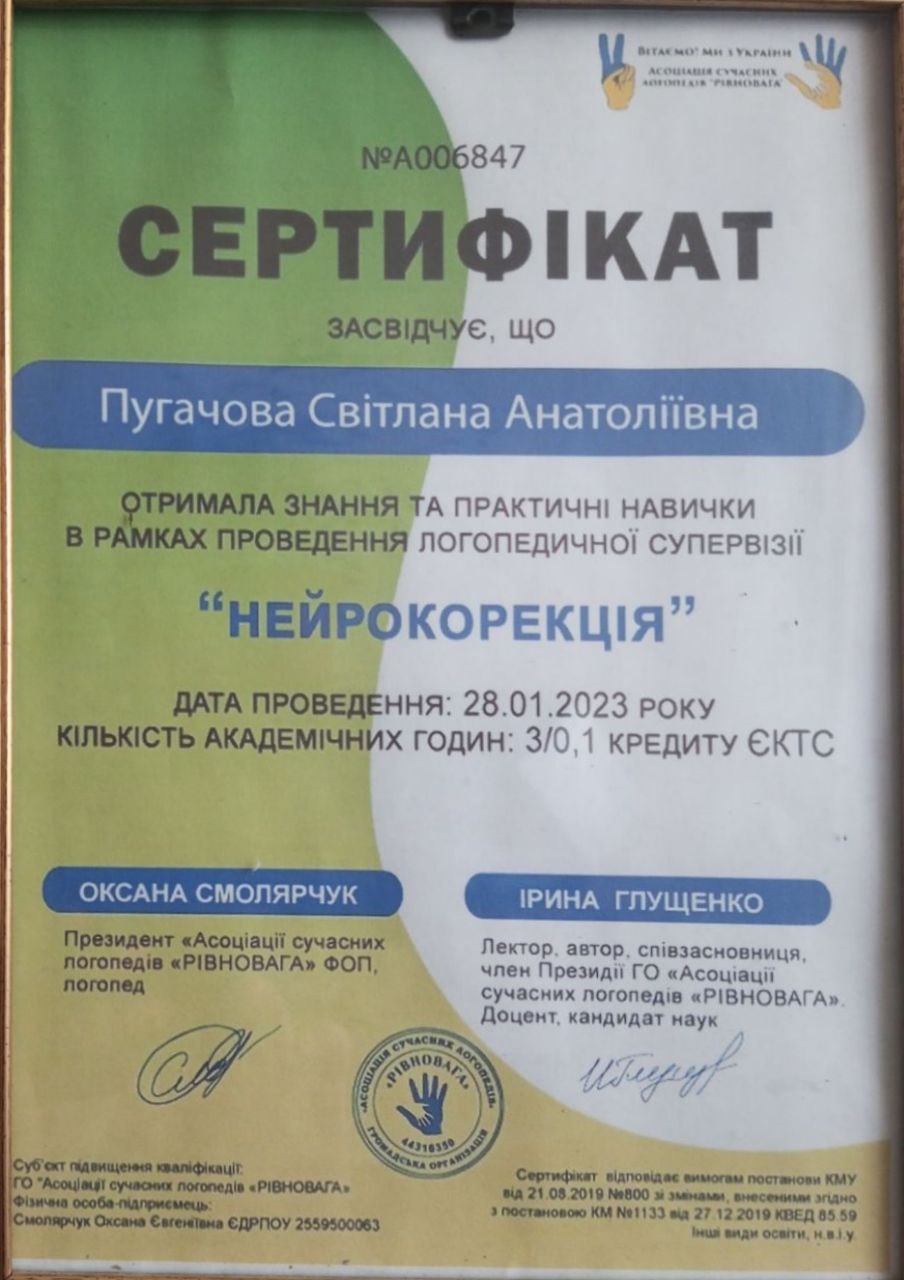 Вітаємо! Ми з України
Асоціація сучасних
логопедів "Рівновага"
№А006847
СЕРТИФІКАТ
ЗАСВІДЧУЄ, ЩО
Пугачова Світлана Анатоліївна
ОТРИМАЛА ЗНАННЯ ТА ПРАКТИЧНІ НАВИЧКИ
В РАМКАХ ПРОВЕДЕННЯ ЛОГОПЕДИЧНОЇ СУПЕРВІЗІЇ
“НЕЙРОКОРЕКЦІЯ”
ДАТА ПРОВЕДЕННЯ: 28.01.2023 РОКУ
КІЛЬКІСТЬ АКАДЕМІЧНИХ ГОДИН: 3/0,1 КРЕДИТУ ЄКТС
ОКСАНА СМОЛЯРЧУК
Президент «Асоціації сучасних
логопедів «РІВНОВАГА» ФОП,
логопед
ІРИНА ГЛУЩЕНКО
Лектор, автор, співзасновниця,
член Президії ГО «Асоціації
сучасних логопедів «РІВНОВАГА».
Доцент, кандидат наук
«АСОЦІАЦІЯ СУЧАСНИХ ЛОГОПЕДІВ»
«РІВНОВАГА»
44316350
ГРОМАДСЬКА ОРГАНІЗАЦІЯ
Суб'єкт підвищення кваліфікації:
ГО "Асоціації сучасних логопедів «РІВНОВАГА»
Фізична особа-підприємець:
Смолярчук Оксана Євгеніївна ЄДРПОУ 2559500063
Сертифікат відповідає вимогам постанови КМУ
від 21.08.2019 №800 зі змінами, внесеними згідно
з постановою КМ №1133 від 27.12.2019 КВЕД 85.59
Інші види освіти, н.в.і.у.